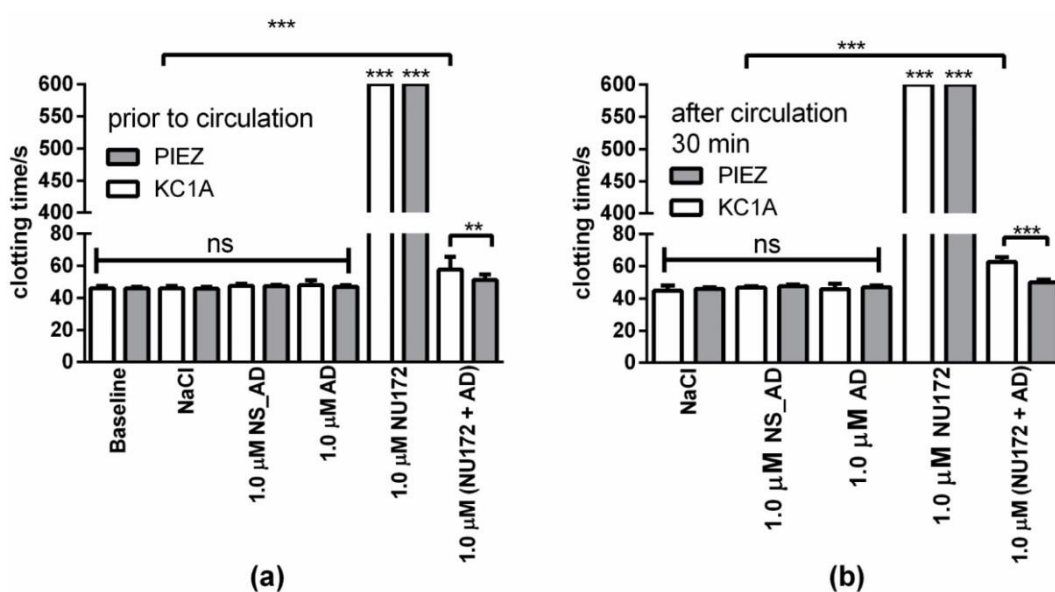 ***
***
*** ***
600
550
500
450
400
80
60
40
20
0
clotting time/s
prior to circulation
PIEZ
KC1A
ns
**
Baseline
NaCl
1.0 μM NS_AD
1.0 μM AD
1.0 μM NU172
1.0 μM (NU172 + AD)
(a)
*** ***
600
550
500
450
400
80
60
40
20
0
clotting time/s
after circulation
30 min
PIEZ
KC1A
ns
***
NaCl
1.0 μM NS_AD
1.0 μM AD
1.0 μM NU172
1.0 μM (NU172 + AD)
(b)